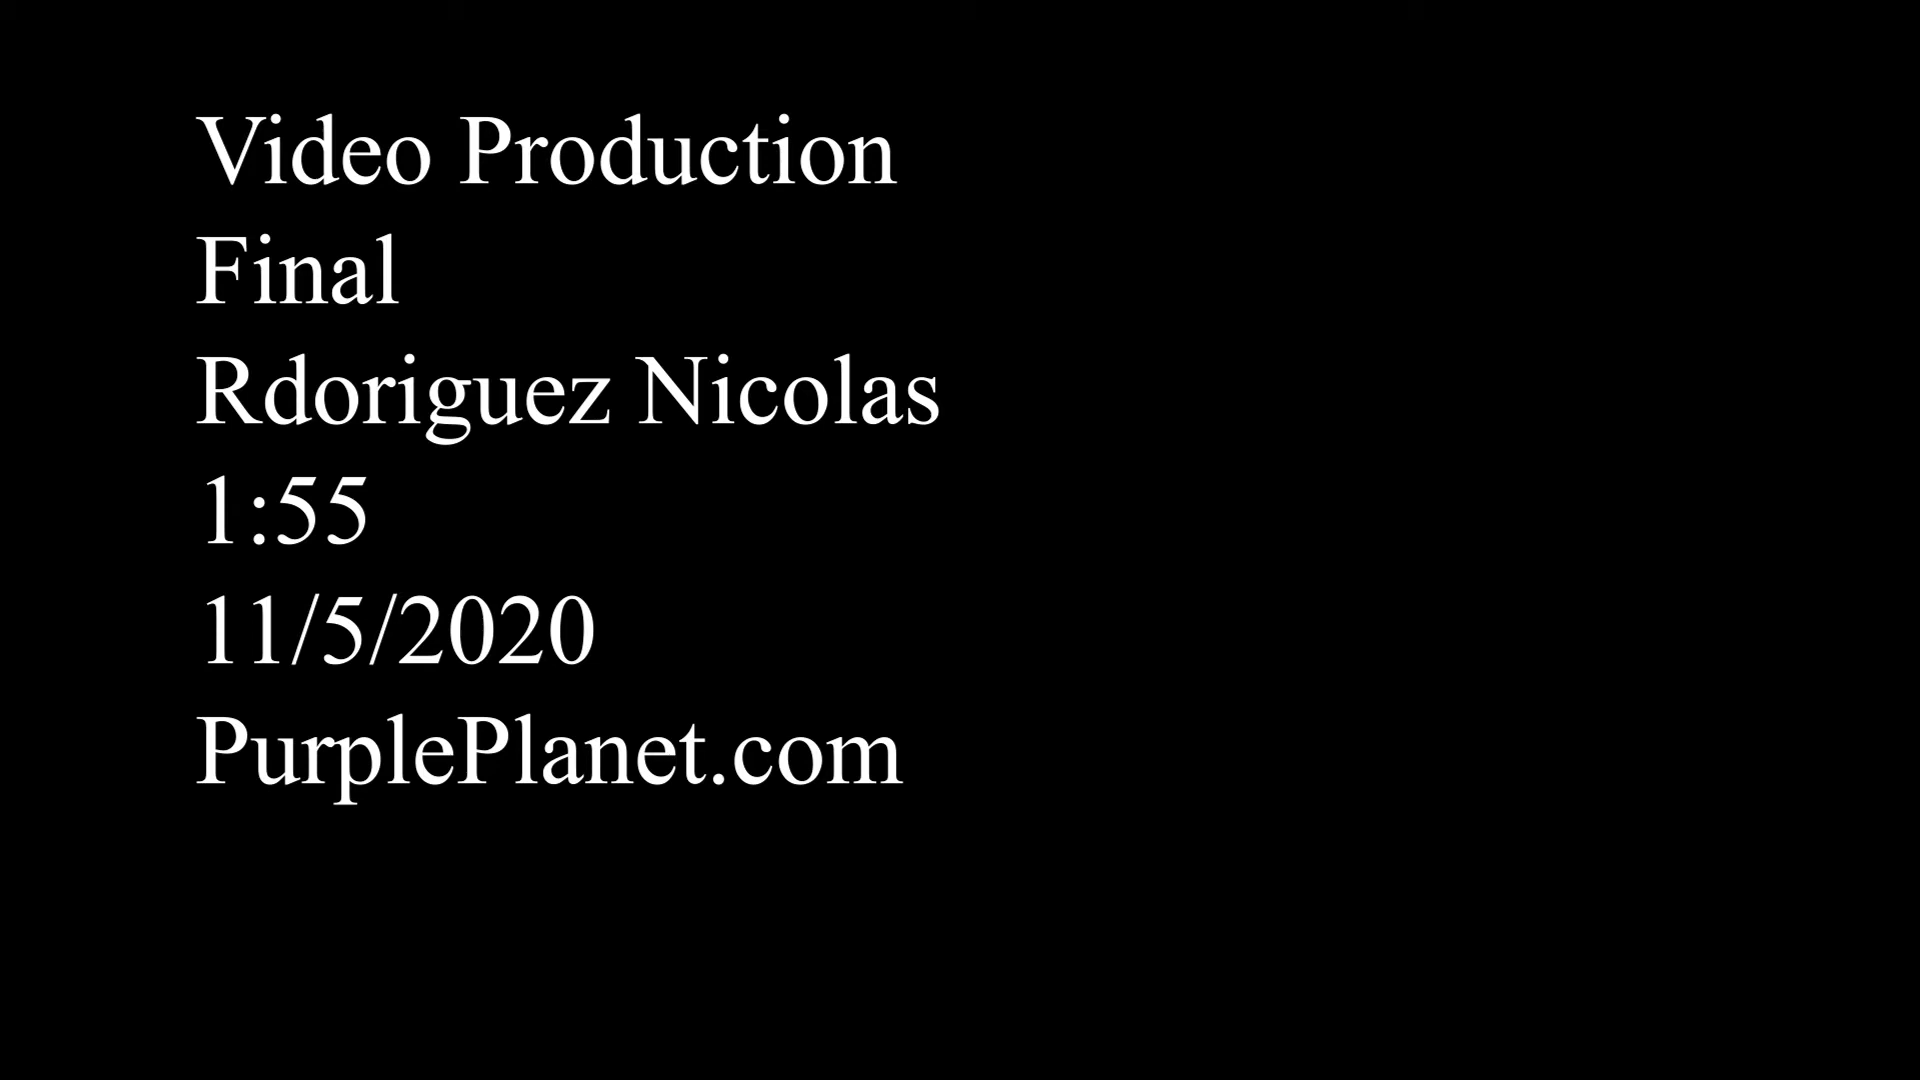 Video Production
Final
Rdoriguez Nicolas
1:55
11/5/2020
PurplePlanet.com